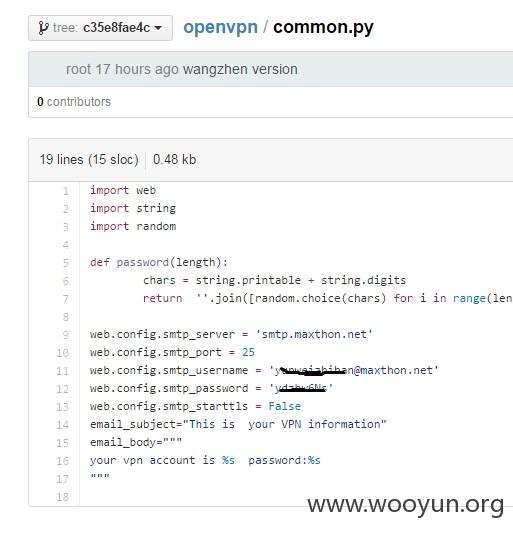 tree: c35e8fae4c
openvpn / common.py
root 17 hours ago wangzhen version
0 contributors
19 lines (15 sloc) 0.48 kb
1 import web
2 import string
3 import random
4
5 def password(length):
6 chars = string.printable + string.digits
7 return ''.join([random.choice(chars) for i in range(len
8
9 web.config.smtp_server = 'smtp.maxthon.net'
10 web.config.smtp_port = 25
11 web.config.smtp_username = '@maxthon.net'
12 web.config.smtp_password = ''
13 web.config.smtp_starttls = False
14 email_subject="This is  your VPN information"
15 email_body="""
16 your vpn account is %s  password:%s
17 """
18
www.wooyun.org